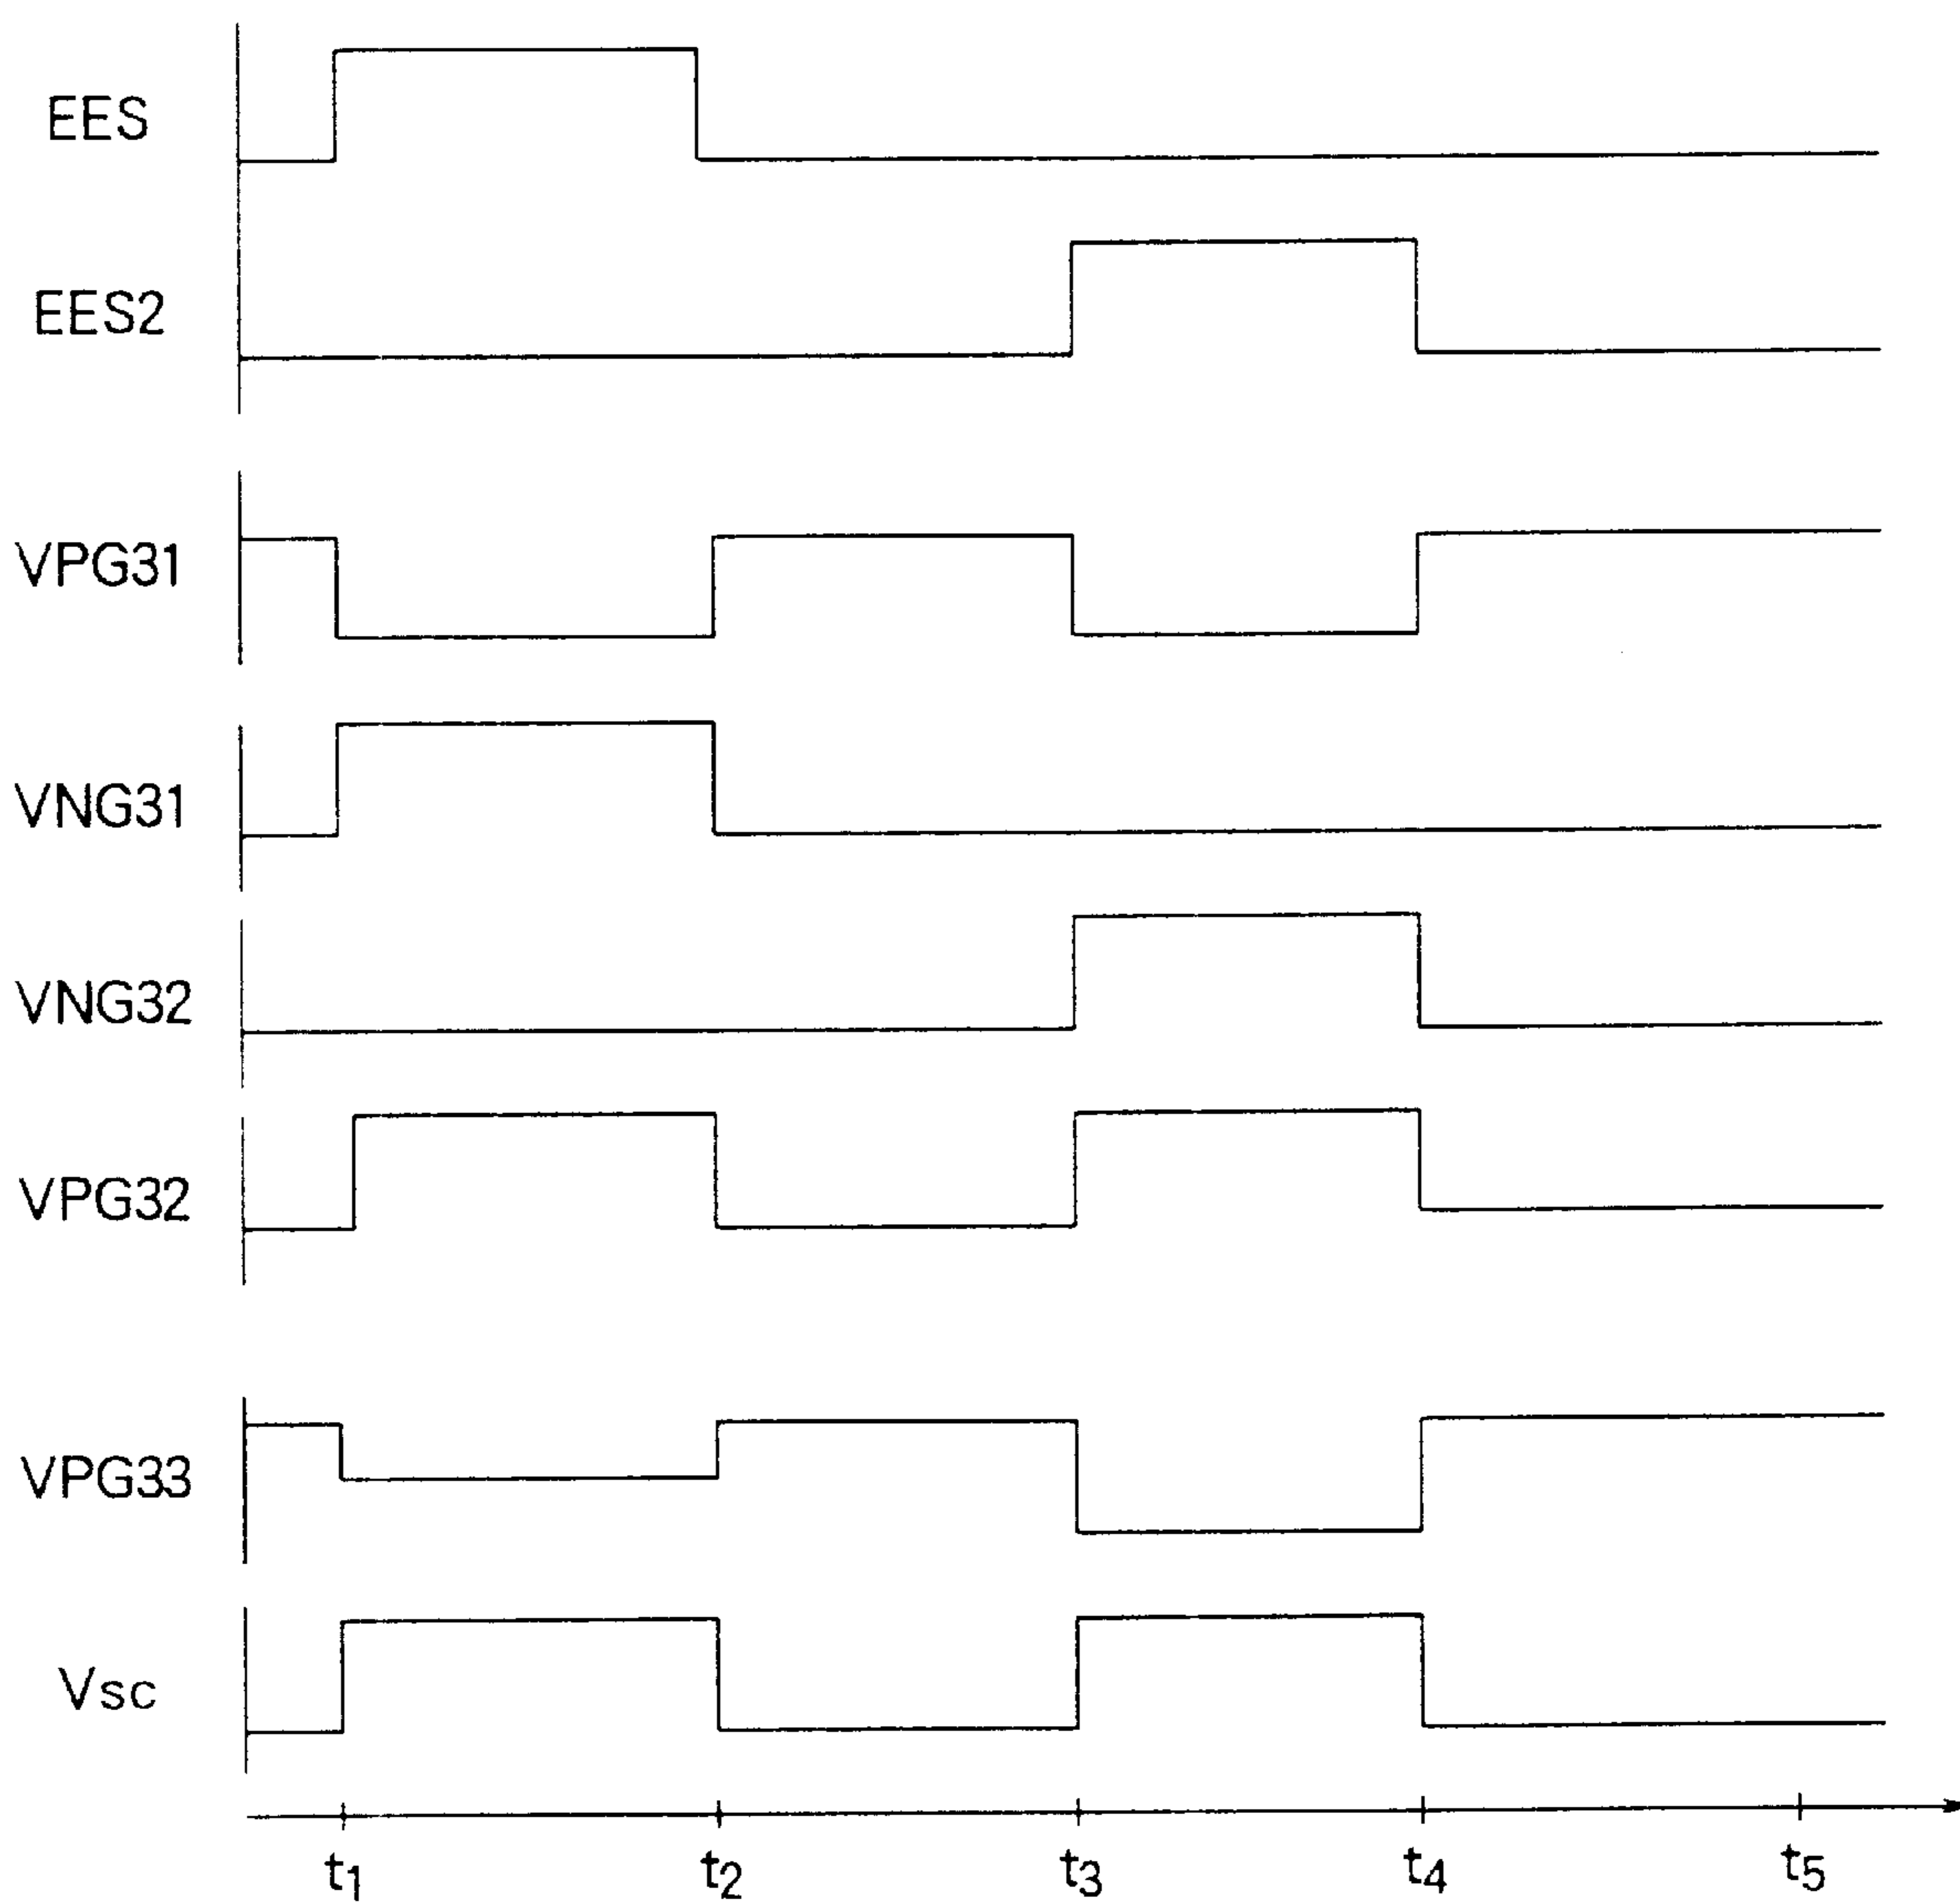 EES
EES2
VPG31
VNG31
VNG32
VPG32
VPG33
Vsc
t1 t2 t3 t4 t5